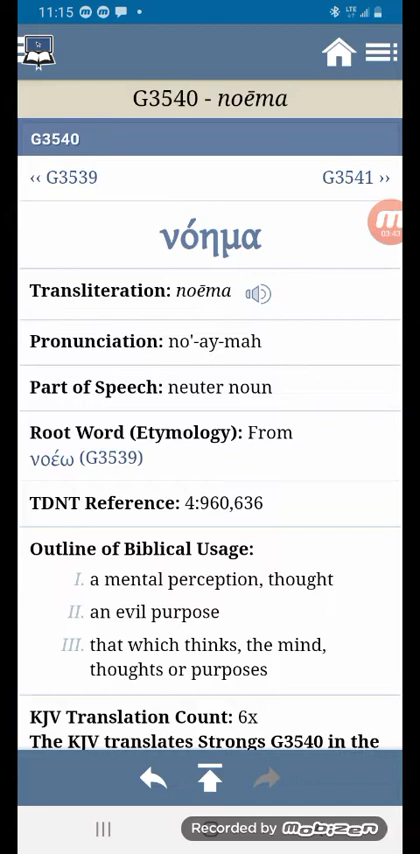 11:15 LTE
G3540 - noēma
G3540
‹‹ G3539 G3541 ››
νόημα
03:43
Transliteration: noēma
Pronunciation: no'-ay-mah
Part of Speech: neuter noun
Root Word (Etymology): From
νοέω (G3539)
TDNT Reference: 4:960,636
Outline of Biblical Usage:
I. a mental perception, thought
II. an evil purpose
III. that which thinks, the mind,
thoughts or purposes
KJV Translation Count: 6x
The KJV translates Strongs G3540 in the
Recorded by mobizen